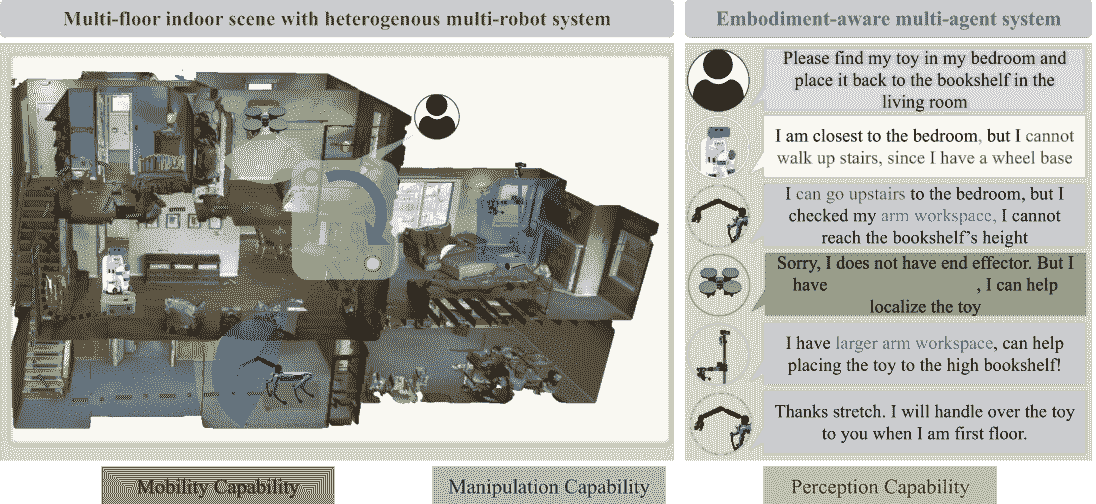 Multi-floor indoor scene with heterogenous multi-robot system
Embodiment-aware multi-agent system
Please find my toy in my bedroom and
place it back to the bookshelf in the
living room
I am closest to the bedroom, but I cannot
walk up stairs, since I have a wheel base
I can go upstairs to the bedroom, but I
checked my arm workspace, I cannot
reach the bookshelf's height
Sorry, I does not have end effector. But I
have , I can help
localize the toy
I have larger arm workspace, can help
placing the toy to the high bookshelf!
Thanks stretch. I will handle over the toy
to you when I am first floor.
Mobility Capability
Manipulation Capability
Perception Capability